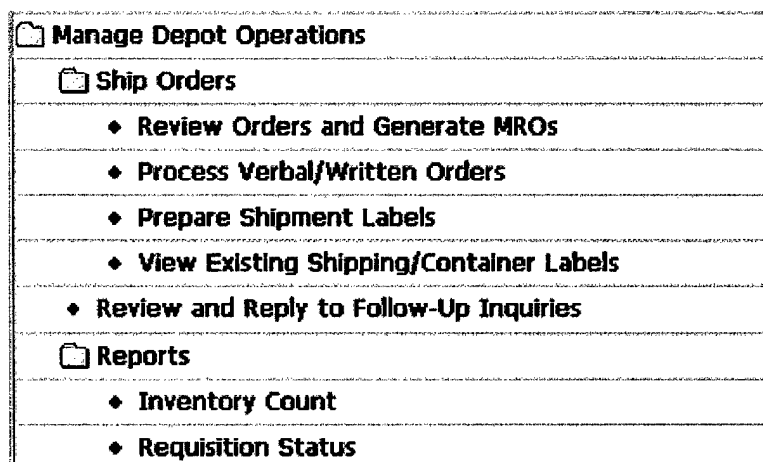 Manage Depot Operations
Ship Orders
Review Orders and Generate MROs
Process Verbal/Written Orders
Prepare Shipment Labels
View Existing Shipping/Container Labels
Review and Reply to Follow-Up Inquiries
Reports
Inventory Count
Requisition Status